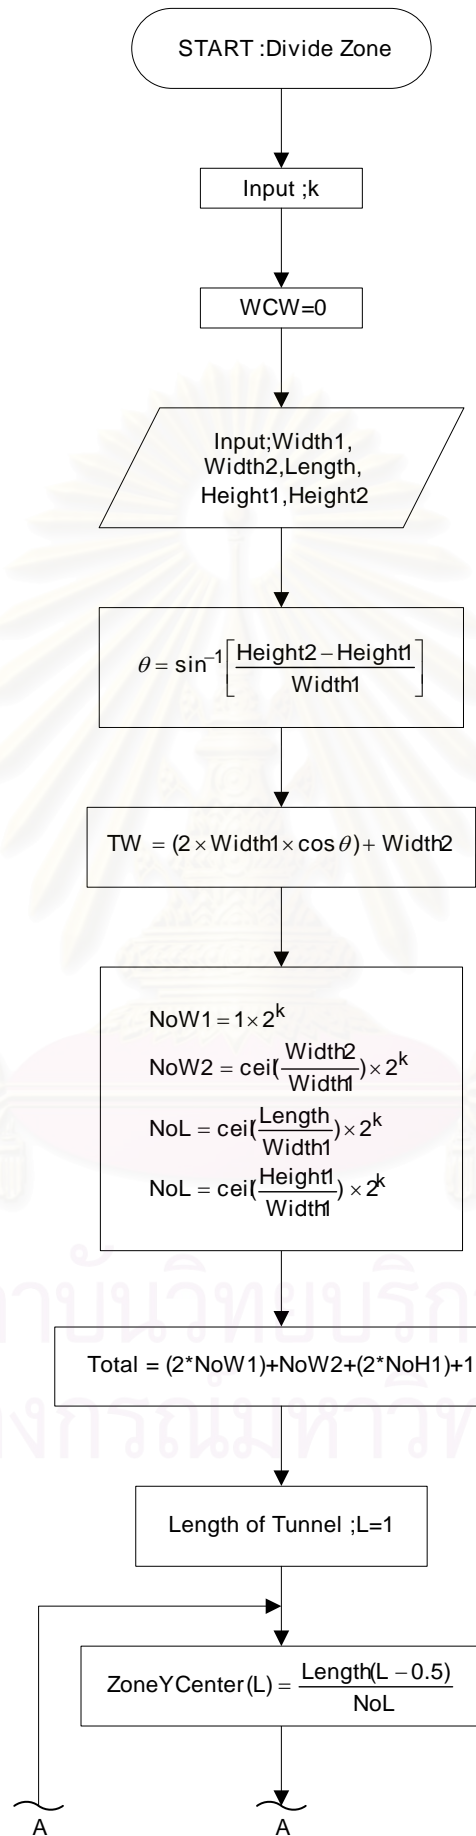 START :Divide Zone
Input ;k
WCW=0
Input;Width1,
Width2,Length,
Height1,Height2
θ = sin⁻¹[(Height2 − Height1)/Width1]
TW = (2 × Width1 × cos θ) + Width2
NoW1 = 1 × 2^k
NoW2 = ceil(Width2/Width1) × 2^k
NoL = ceil(Length/Width1) × 2^k
NoL = ceil(Height1/Width1) × 2^k
Total = (2*NoW1)+NoW2+(2*NoH1)+1
Length of Tunnel ;L=1
ZoneYCenter(L) = Length(L − 0.5)/NoL
A A